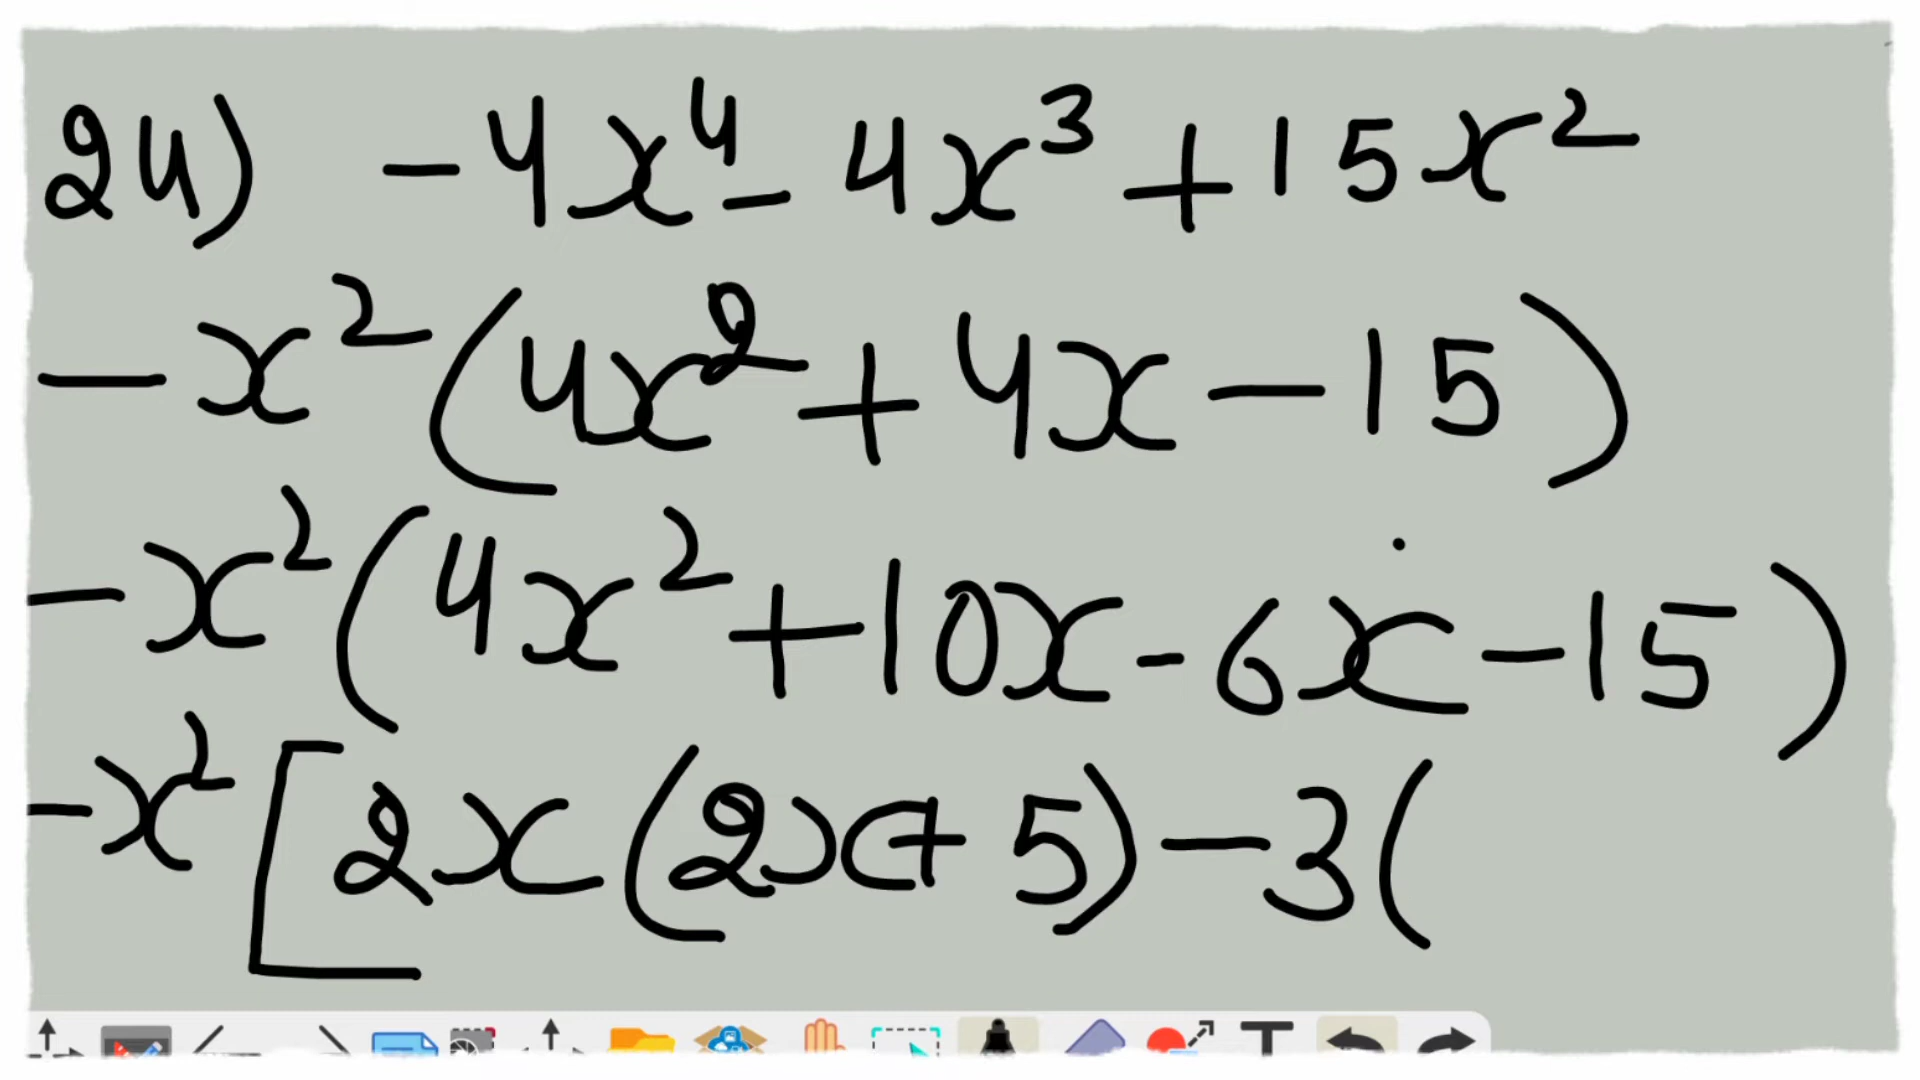 24) -4x⁴ - 4x³ + 15x²
-x² (4x² + 4x - 15)
-x² (4x² + 10x - 6x - 15)
-x² [2x (2x + 5) - 3 (
T